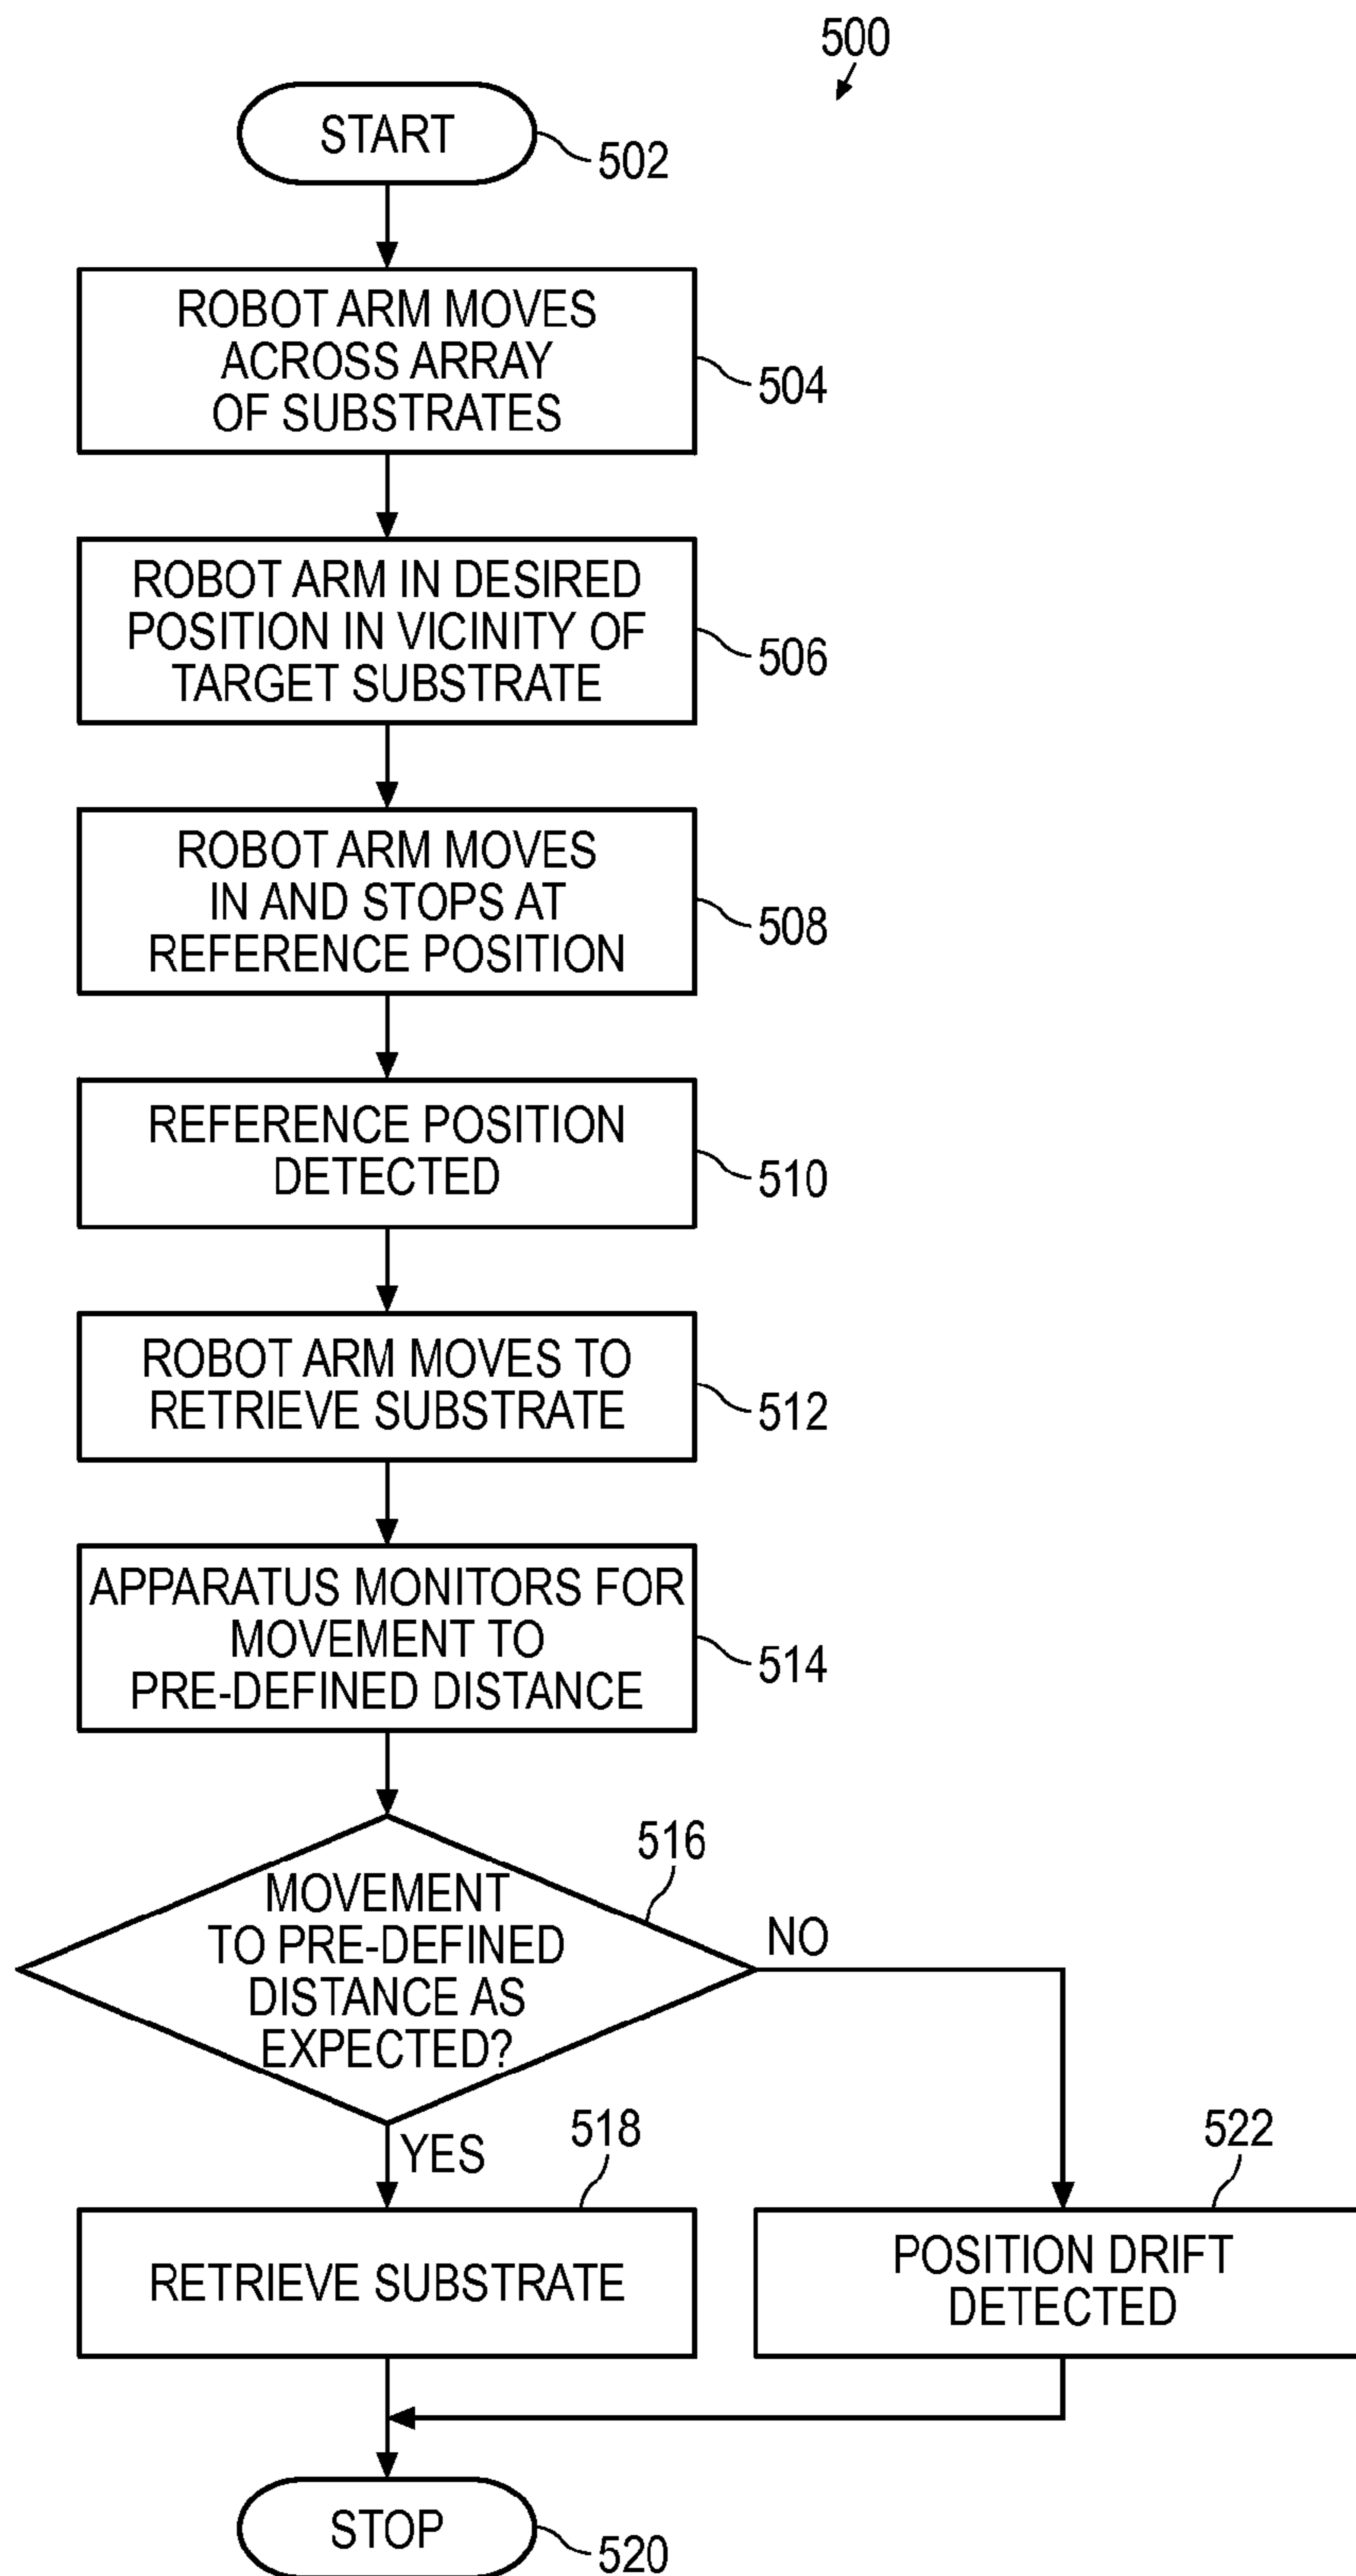 500
START
502
ROBOT ARM MOVES
ACROSS ARRAY
OF SUBSTRATES
504
ROBOT ARM IN DESIRED
POSITION IN VICINITY OF
TARGET SUBSTRATE
506
ROBOT ARM MOVES
IN AND STOPS AT
REFERENCE POSITION
508
REFERENCE POSITION
DETECTED
510
ROBOT ARM MOVES TO
RETRIEVE SUBSTRATE
512
APPARATUS MONITORS FOR
MOVEMENT TO
PRE-DEFINED DISTANCE
514
516
MOVEMENT
TO PRE-DEFINED
DISTANCE AS
EXPECTED?
NO
YES
518
RETRIEVE SUBSTRATE
522
POSITION DRIFT
DETECTED
STOP
520